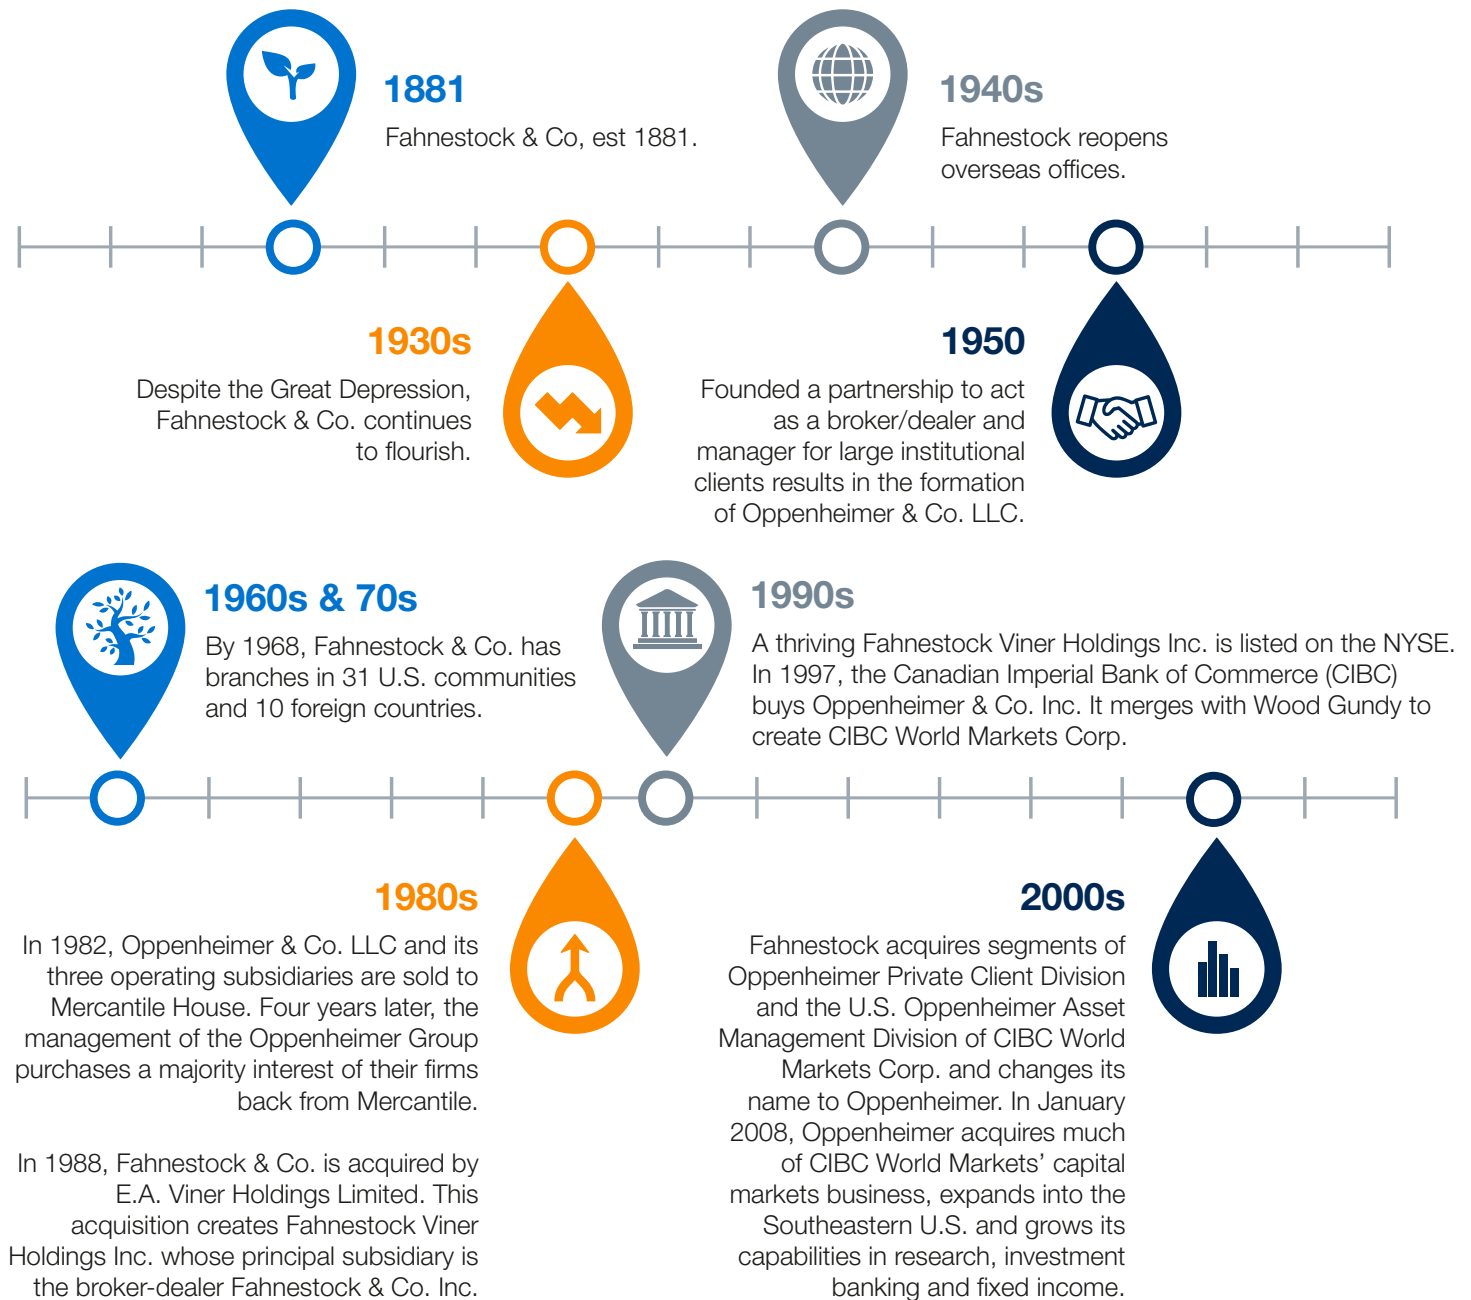 1881
Fahnestock & Co, est 1881.
1940s
Fahnestock reopens
overseas offices.
1930s
Despite the Great Depression,
Fahnestock & Co. continues
to flourish.
1950
Founded a partnership to act
as a broker/dealer and
manager for large institutional
clients results in the formation
of Oppenheimer & Co. LLC.
1960s & 70s
By 1968, Fahnestock & Co. has
branches in 31 U.S. communities
and 10 foreign countries.
1990s
A thriving Fahnestock Viner Holdings Inc. is listed on the NYSE.
In 1997, the Canadian Imperial Bank of Commerce (CIBC)
buys Oppenheimer & Co. Inc. It merges with Wood Gundy to
create CIBC World Markets Corp.
1980s
In 1982, Oppenheimer & Co. LLC and its
three operating subsidiaries are sold to
Mercantile House. Four years later, the
management of the Oppenheimer Group
purchases a majority interest of their firms
back from Mercantile.
In 1988, Fahnestock & Co. is acquired by
E.A. Viner Holdings Limited. This
acquisition creates Fahnestock Viner
Holdings Inc. whose principal subsidiary is
the broker-dealer Fahnestock & Co. Inc.
2000s
Fahnestock acquires segments of
Oppenheimer Private Client Division
and the U.S. Oppenheimer Asset
Management Division of CIBC World
Markets Corp. and changes its
name to Oppenheimer. In January
2008, Oppenheimer acquires much
of CIBC World Markets’ capital
markets business, expands into the
Southeastern U.S. and grows its
capabilities in research, investment
banking and fixed income.